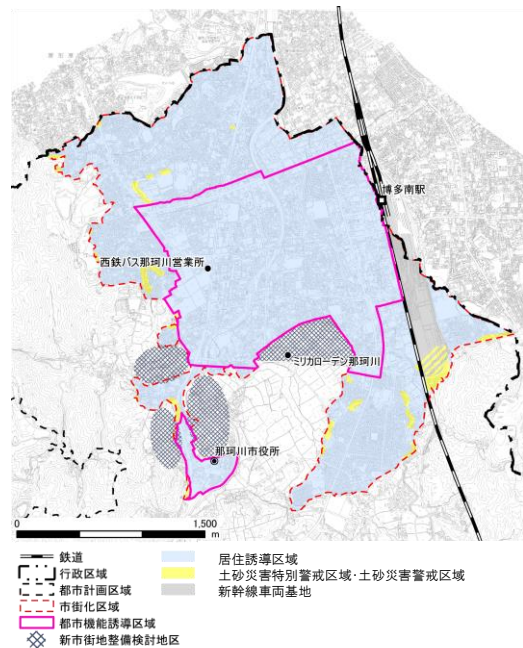 博多南駅
西鉄バス那珂川営業所
ミリカローデン那珂川
那珂川市役所
0 1,500
m
鉄道
行政区域
都市計画区域
市街化区域
都市機能誘導区域
新市街地整備検討地区
居住誘導区域
土砂災害特別警戒区域・土砂災害警戒区域
新幹線車両基地